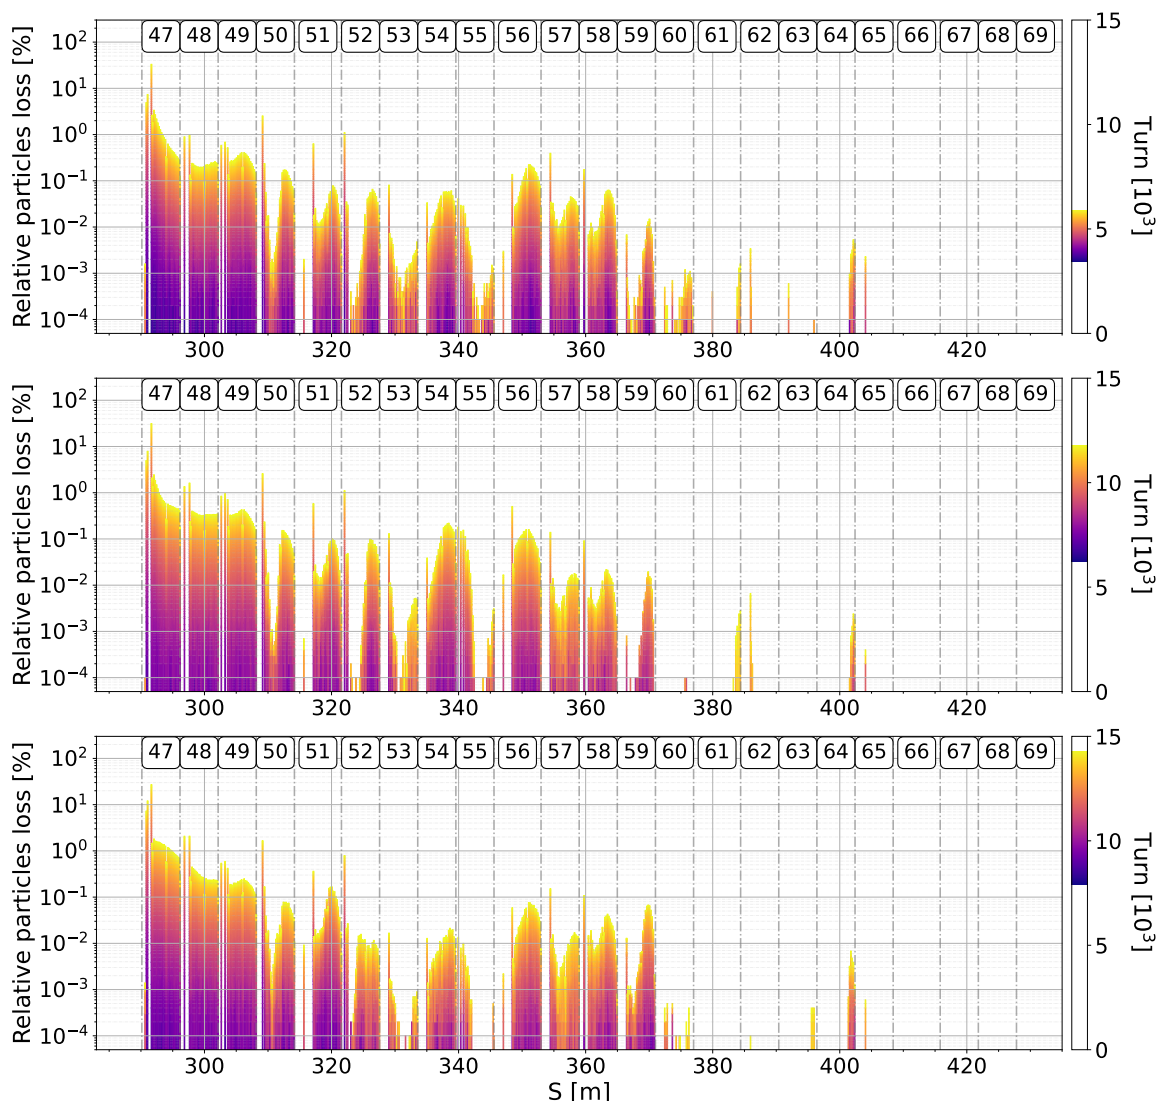 47 48 49 50 51 52 53 54 55 56 57 58 59 60 61 62 63 64 65 66 67 68 69
Relative particles loss [%]
10² 10¹ 10⁰ 10⁻¹ 10⁻² 10⁻³ 10⁻⁴
300 320 340 360 380 400 420
15 10 5 0
Turn [10³]
47 48 49 50 51 52 53 54 55 56 57 58 59 60 61 62 63 64 65 66 67 68 69
Relative particles loss [%]
10² 10¹ 10⁰ 10⁻¹ 10⁻² 10⁻³ 10⁻⁴
300 320 340 360 380 400 420
15 10 5 0
Turn [10³]
47 48 49 50 51 52 53 54 55 56 57 58 59 60 61 62 63 64 65 66 67 68 69
Relative particles loss [%]
10² 10¹ 10⁰ 10⁻¹ 10⁻² 10⁻³ 10⁻⁴
300 320 340 360 380 400 420
15 10 5 0
Turn [10³]
S [m]